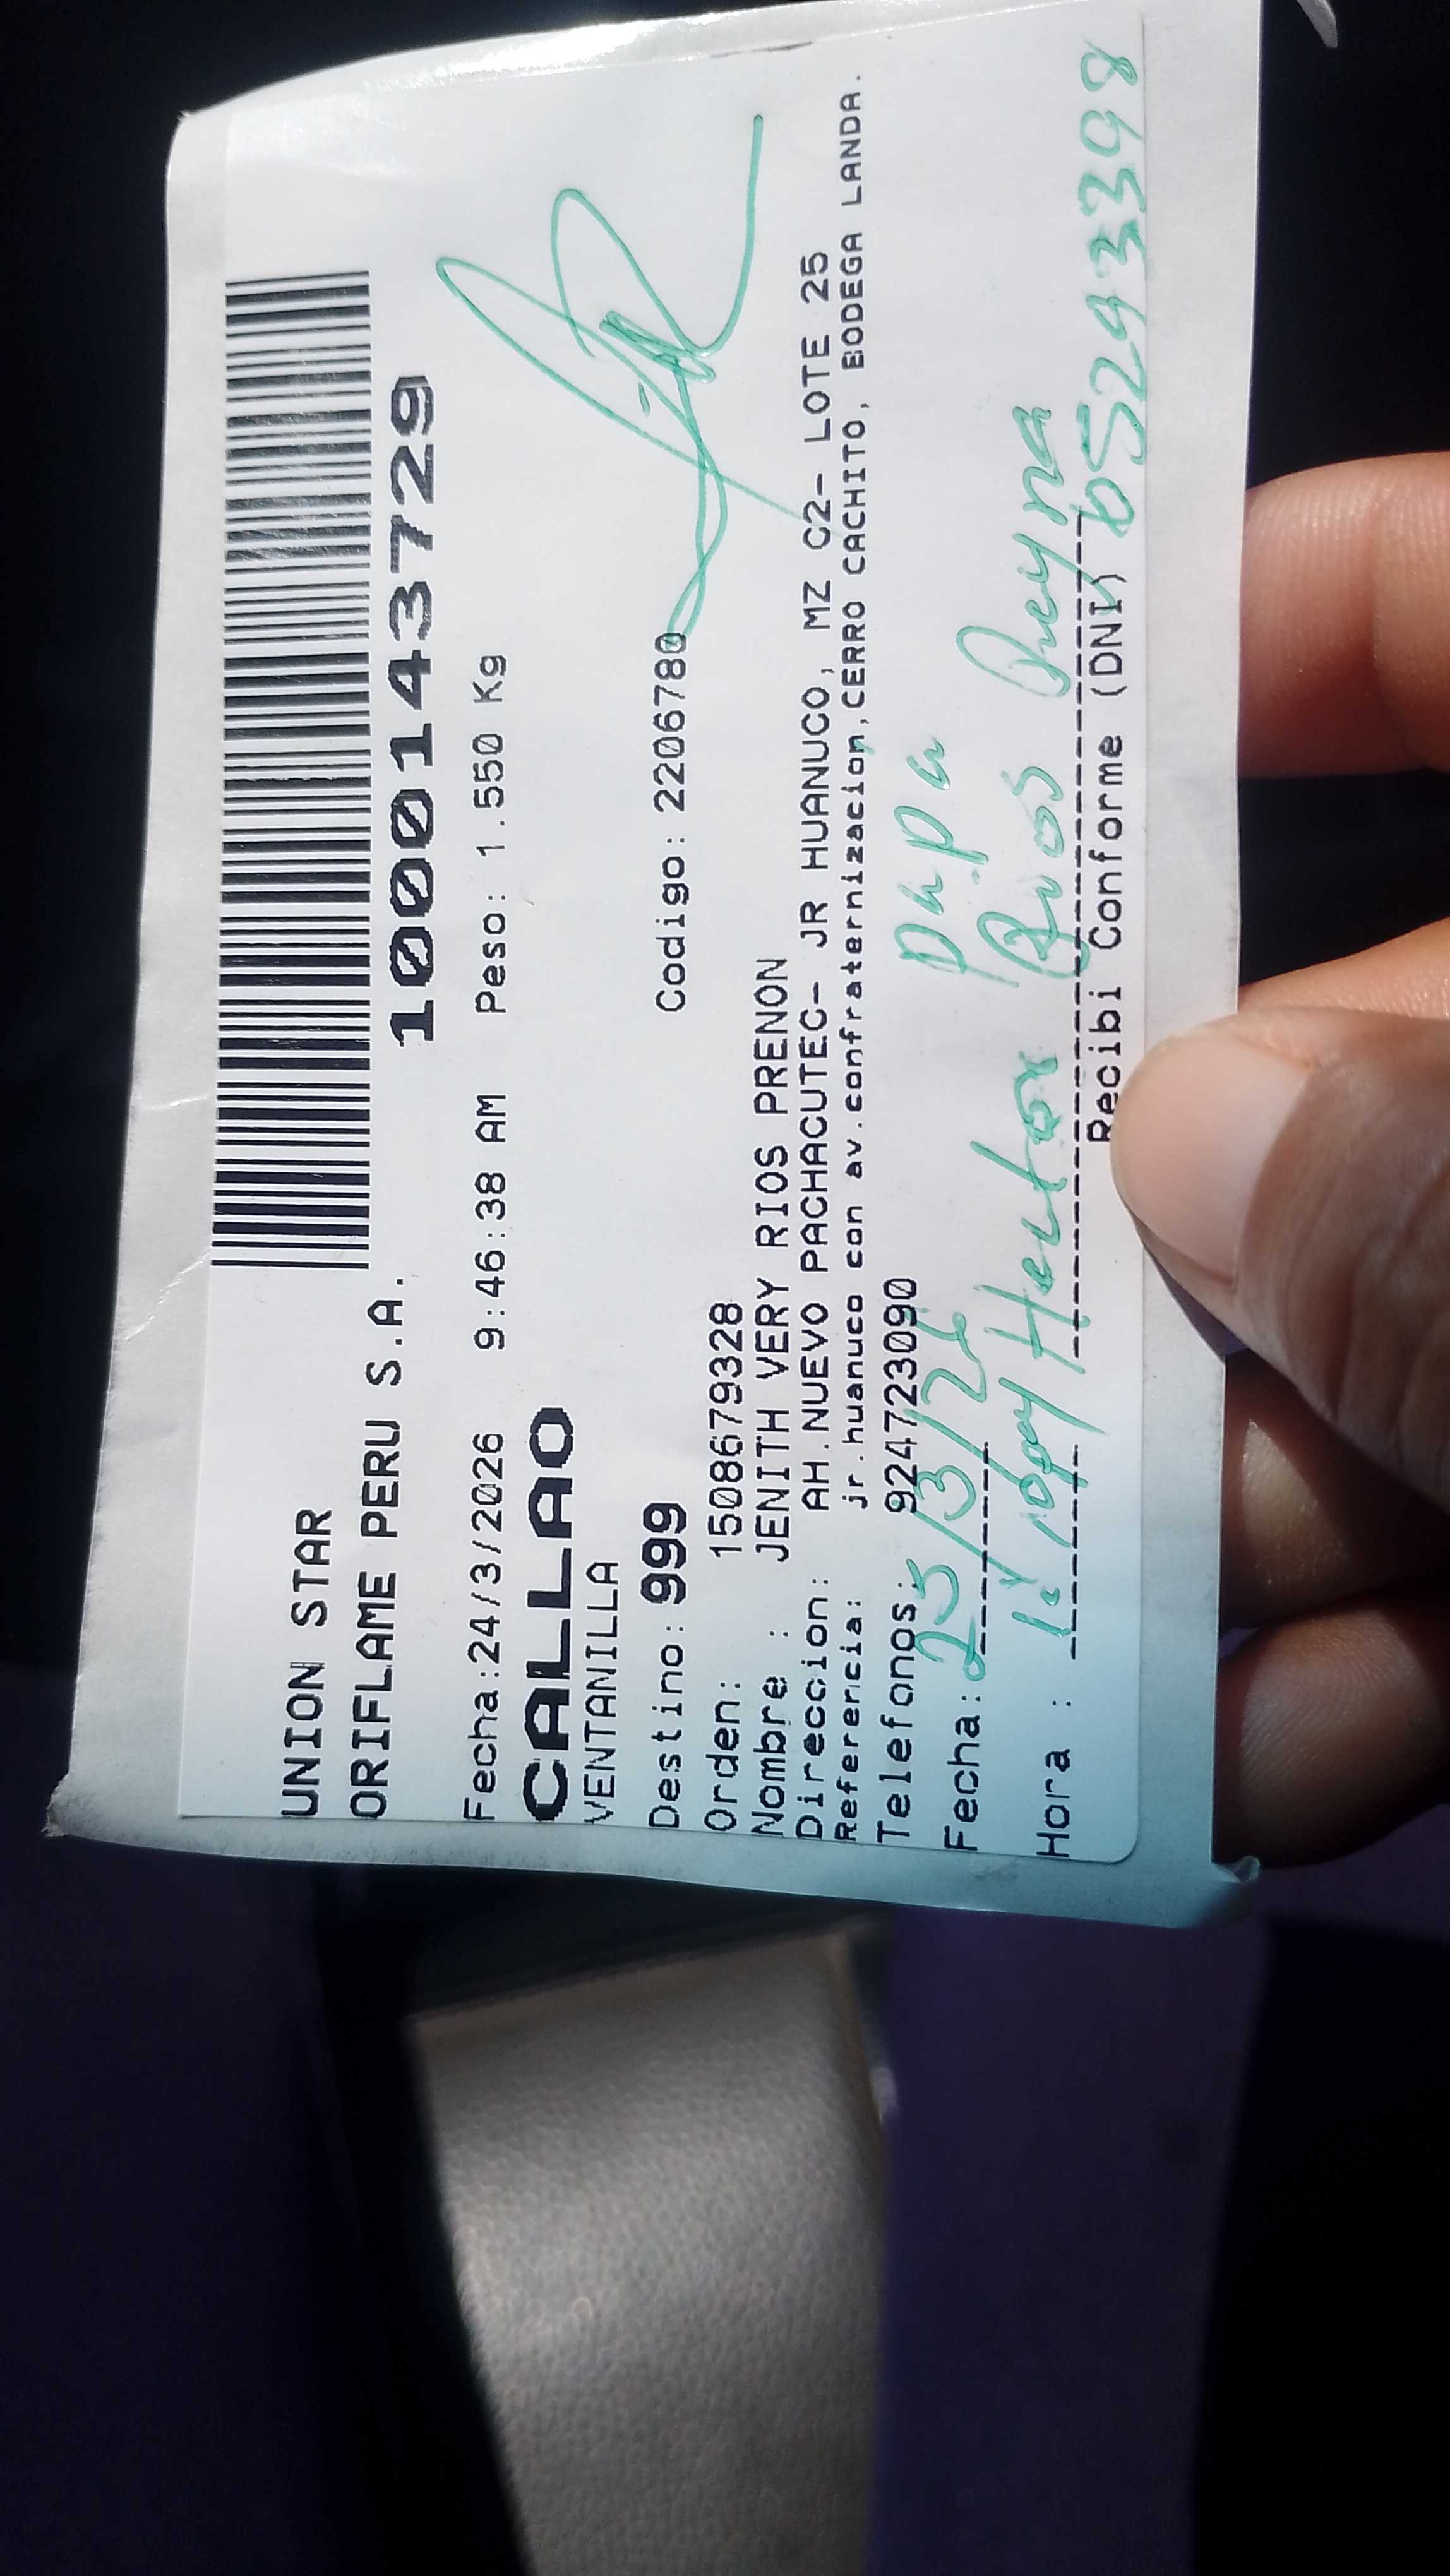 UNION STAR
ORIFLAME PERU S.A.
1000143729
Fecha:24/3/2026 9:46:38 AM Peso: 1.550 Kg
CALLAO
VENTANILLA
Destino: 999 Codigo: 2206780
Orden: 1508679328
Nombre : JENITH VERY RIOS PRENON
Direccion: AH.NUEVO PACHACUTEC- JR HUANUCO, MZ C2- LOTE 25
Referencia: jr.huanuco con av.confraternizacion,CERRO CACHITO, BODEGA LANDA.
Telefonos: 924723090
Fecha: 25/3/26 papa
Hora : Hector Rios Reyna
Recibi Conforme (DNI) 05293398